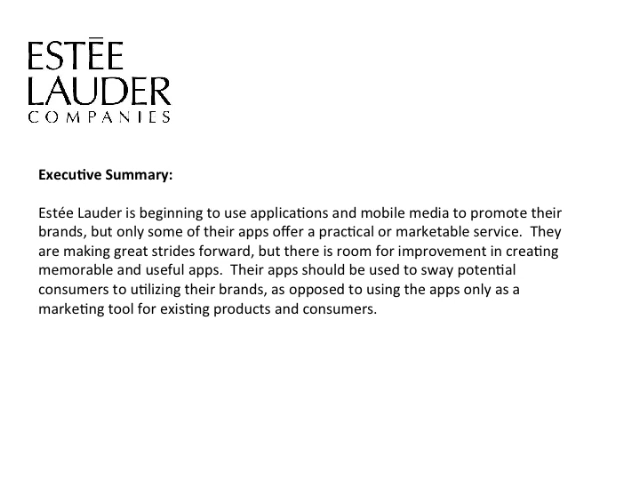 ESTĒE
LAUDER
COMPANIES
Executive Summary:
Estée Lauder is beginning to use applications and mobile media to promote their
brands, but only some of their apps offer a practical or marketable service.  They
are making great strides forward, but there is room for improvement in creating
memorable and useful apps.  Their apps should be used to sway potential
consumers to utilizing their brands, as opposed to using the apps only as a
marketing tool for existing products and consumers.